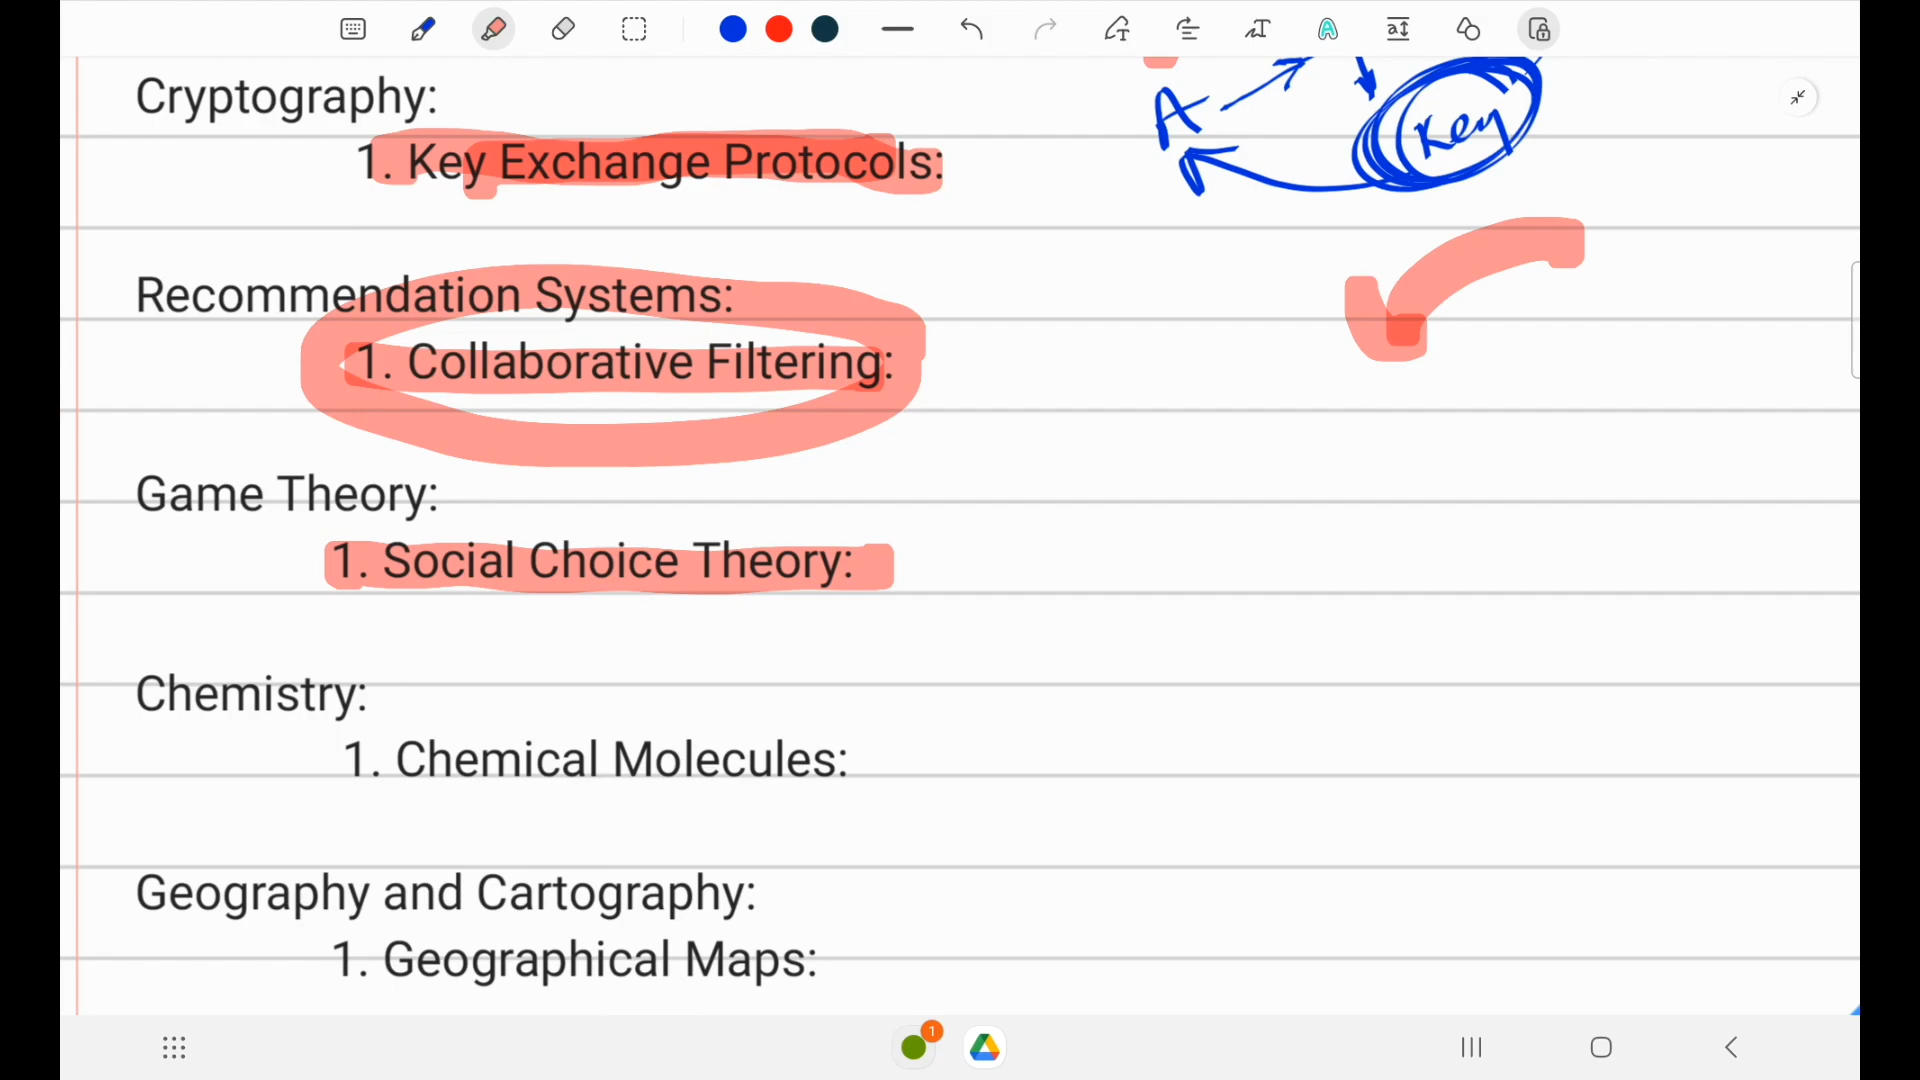 Cryptography:
1. Key Exchange Protocols:
A
Key
Recommendation Systems:
1. Collaborative Filtering:
Game Theory:
1. Social Choice Theory:
Chemistry:
1. Chemical Molecules:
Geography and Cartography:
1. Geographical Maps:
1